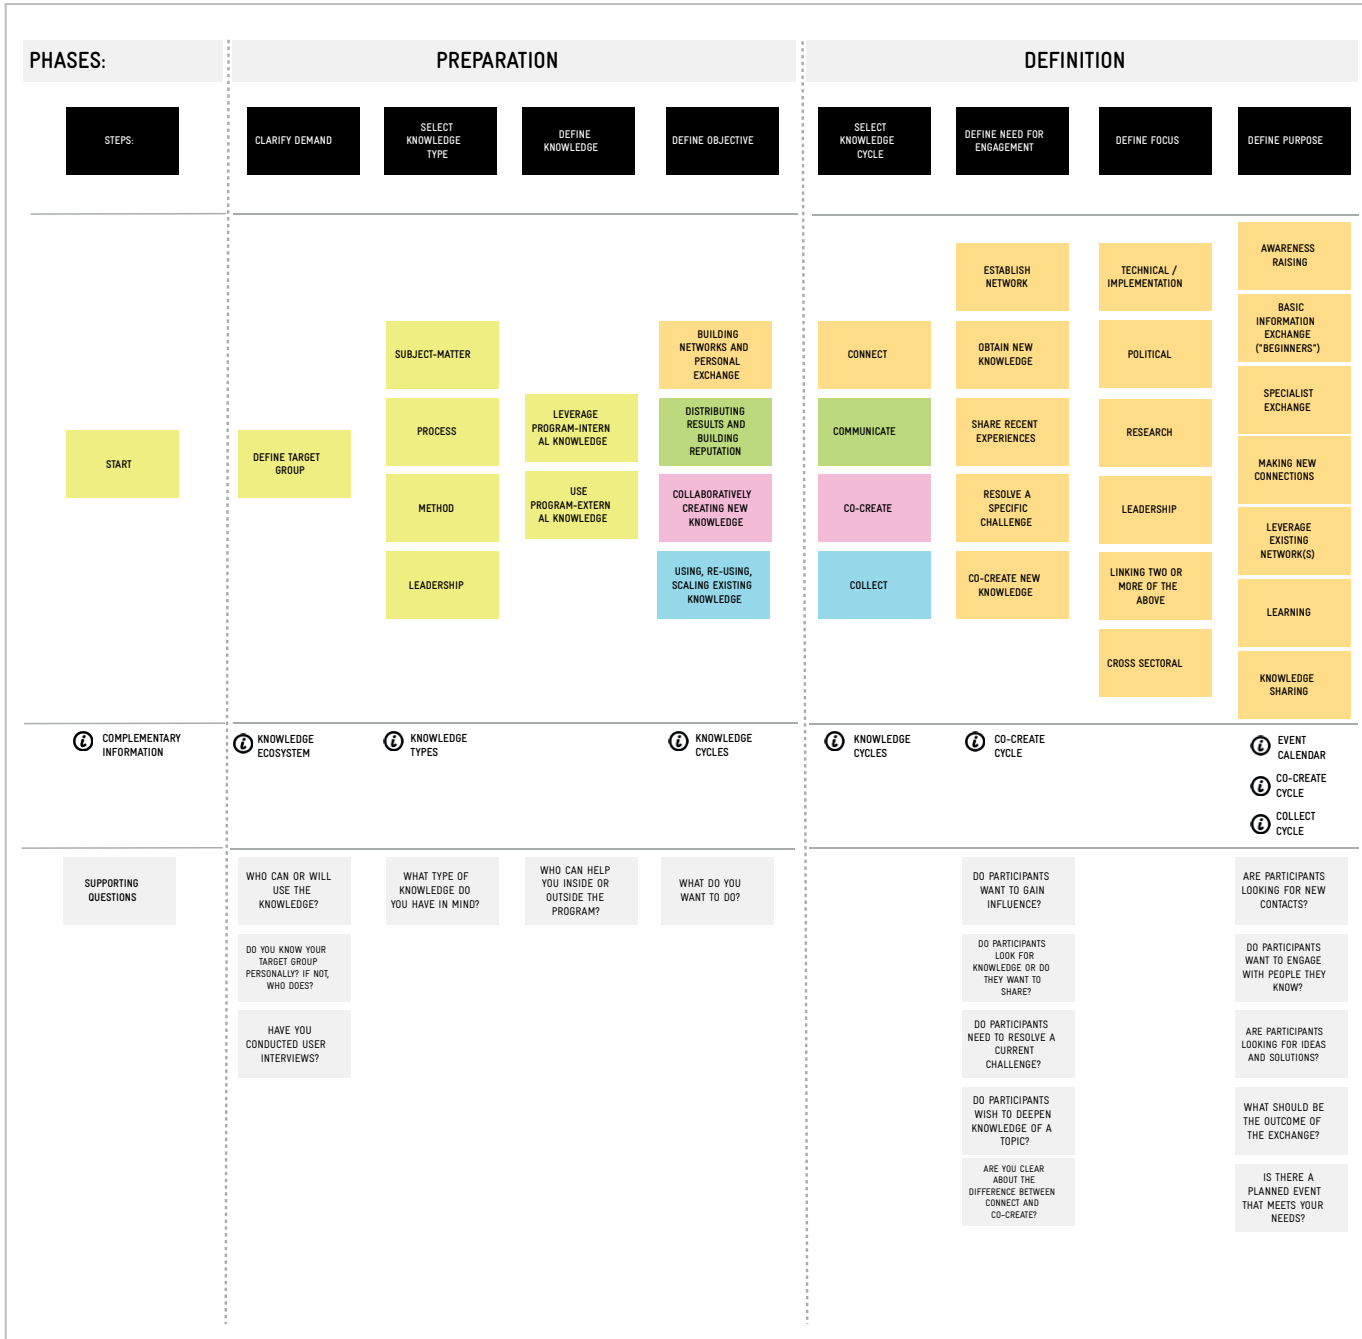 PHASES:
PREPARATION
DEFINITION
STEPS:
CLARIFY DEMAND
SELECT
KNOWLEDGE
TYPE
DEFINE
KNOWLEDGE
DEFINE OBJECTIVE
SELECT
KNOWLEDGE
CYCLE
DEFINE NEED FOR
ENGAGEMENT
DEFINE FOCUS
DEFINE PURPOSE
START
DEFINE TARGET
GROUP
SUBJECT-MATTER
PROCESS
METHOD
LEADERSHIP
LEVERAGE
PROGRAM-INTERN
AL KNOWLEDGE
USE
PROGRAM-EXTERN
AL KNOWLEDGE
BUILDING
NETWORKS AND
PERSONAL
EXCHANGE
DISTRIBUTING
RESULTS AND
BUILDING
REPUTATION
COLLABORATIVELY
CREATING NEW
KNOWLEDGE
USING, RE-USING,
SCALING EXISTING
KNOWLEDGE
CONNECT
COMMUNICATE
CO-CREATE
COLLECT
ESTABLISH
NETWORK
OBTAIN NEW
KNOWLEDGE
SHARE RECENT
EXPERIENCES
RESOLVE A
SPECIFIC
CHALLENGE
CO-CREATE NEW
KNOWLEDGE
TECHNICAL /
IMPLEMENTATION
POLITICAL
RESEARCH
LEADERSHIP
LINKING TWO OR
MORE OF THE
ABOVE
CROSS SECTORAL
AWARENESS
RAISING
BASIC
INFORMATION
EXCHANGE
("BEGINNERS")
SPECIALIST
EXCHANGE
MAKING NEW
CONNECTIONS
LEVERAGE
EXISTING
NETWORK(S)
LEARNING
KNOWLEDGE
SHARING
i COMPLEMENTARY
INFORMATION
i KNOWLEDGE
ECOSYSTEM
i KNOWLEDGE
TYPES
i KNOWLEDGE
CYCLES
i KNOWLEDGE
CYCLES
i CO-CREATE
CYCLE
i EVENT
CALENDAR
i CO-CREATE
CYCLE
i COLLECT
CYCLE
SUPPORTING
QUESTIONS
WHO CAN OR WILL
USE THE
KNOWLEDGE?
DO YOU KNOW YOUR
TARGET GROUP
PERSONALLY? IF NOT,
WHO DOES?
HAVE YOU
CONDUCTED USER
INTERVIEWS?
WHAT TYPE OF
KNOWLEDGE DO
YOU HAVE IN MIND?
WHO CAN HELP
YOU INSIDE OR
OUTSIDE THE
PROGRAM?
WHAT DO YOU
WANT TO DO?
DO PARTICIPANTS
WANT TO GAIN
INFLUENCE?
DO PARTICIPANTS
LOOK FOR
KNOWLEDGE OR DO
THEY WANT TO
SHARE?
DO PARTICIPANTS
NEED TO RESOLVE A
CURRENT
CHALLENGE?
DO PARTICIPANTS
WISH TO DEEPEN
KNOWLEDGE OF A
TOPIC?
ARE YOU CLEAR
ABOUT THE
DIFFERENCE BETWEEN
CONNECT AND
CO-CREATE?
ARE PARTICIPANTS
LOOKING FOR NEW
CONTACTS?
DO PARTICIPANTS
WANT TO ENGAGE
WITH PEOPLE THEY
KNOW?
ARE PARTICIPANTS
LOOKING FOR IDEAS
AND SOLUTIONS?
WHAT SHOULD BE
THE OUTCOME OF
THE EXCHANGE?
IS THERE A
PLANNED EVENT
THAT MEETS YOUR
NEEDS?